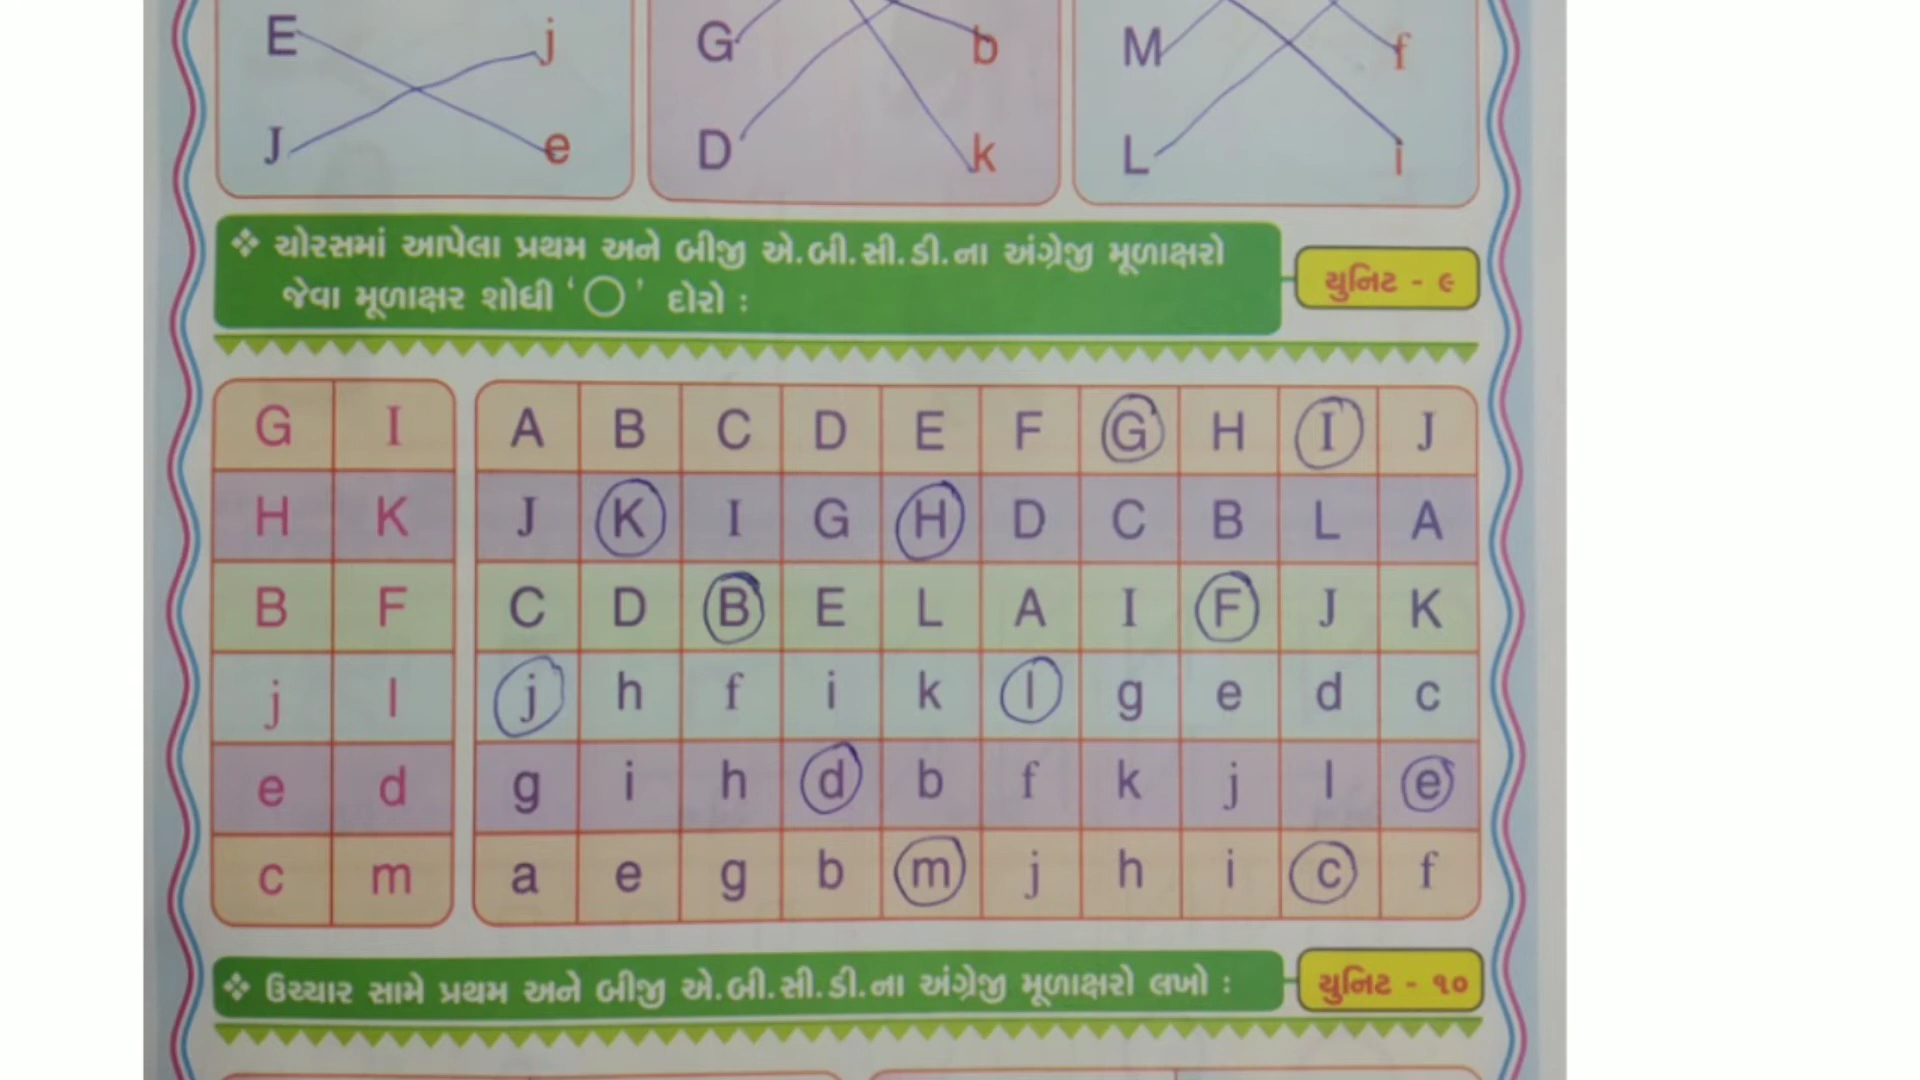 E j G b M f
J e D k L i
❖ ચોરસમાં આપેલા પ્રથમ અને બીજી એ.બી.સી.ડી.ના અંગ્રેજી મૂળાક્ષરો
જેવા મૂળાક્ષર શોધી ‘○’ દોરો :
યુનિટ - ૯
G I A B C D E F G H I J
H K J K I G H D C B L A
B F C D B E L A I F J K
j l j h f i k l g e d c
e d g i h d b f k j l e
c m a e g b m j h i c f
❖ ઉચ્ચાર સામે પ્રથમ અને બીજી એ.બી.સી.ડી.ના અંગ્રેજી મૂળાક્ષરો લખો :
યુનિટ - ૧૦